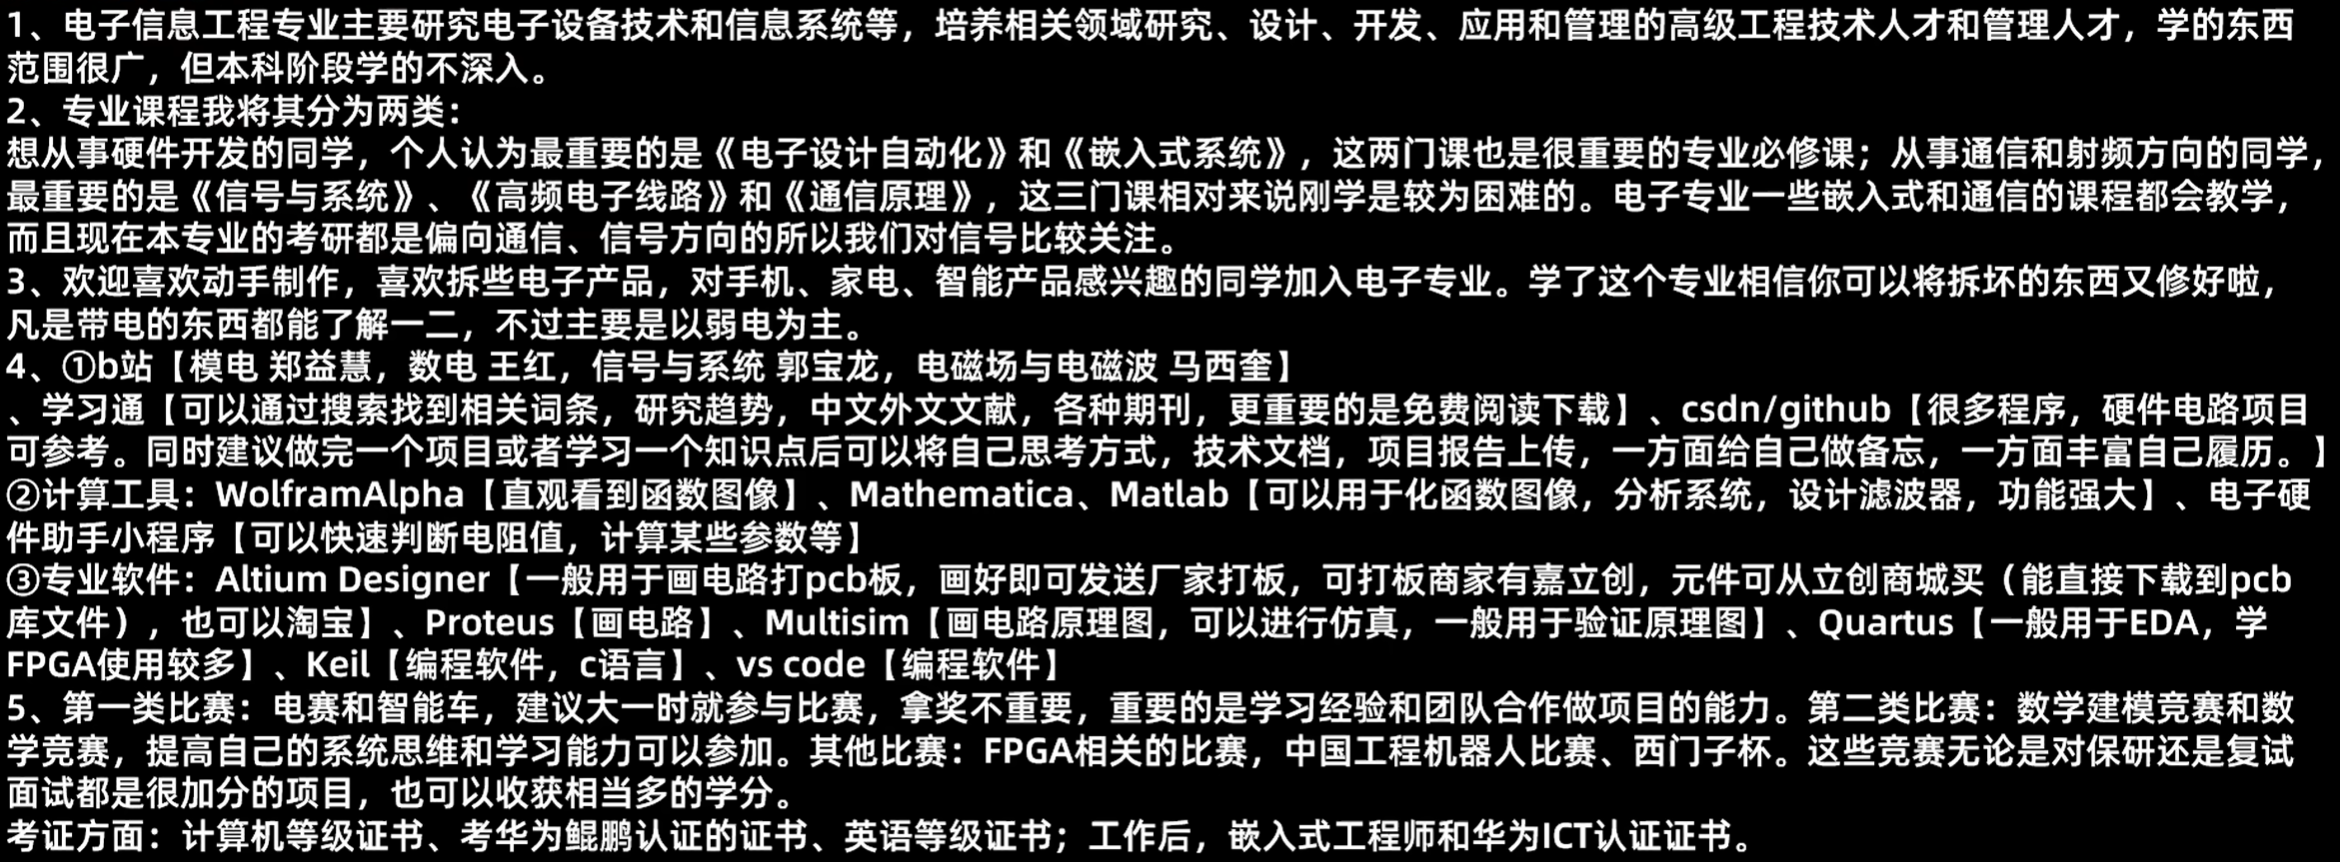 1、电子信息工程专业主要研究电子设备技术和信息系统等，培养相关领域研究、设计、开发、应用和管理的高级工程技术人才和管理人才，学的东西
范围很广，但本科阶段学的不深入。
2、专业课程我将其分为两类：
想从事硬件开发的同学，个人认为最重要的是《电子设计自动化》和《嵌入式系统》，这两门课也是很重要的专业必修课；从事通信和射频方向的同学，
最重要的是《信号与系统》、《高频电子线路》和《通信原理》，这三门课相对来说刚学是较为困难的。电子专业一些嵌入式和通信的课程都会教学，
而且现在本专业的考研都是偏向通信、信号方向的所以我们对信号比较关注。
3、欢迎喜欢动手制作，喜欢拆些电子产品，对手机、家电、智能产品感兴趣的同学加入电子专业。学了这个专业相信你可以将拆坏的东西又修好啦，
凡是带电的东西都能了解一二，不过主要是以弱电为主。
4、①b站【模电 郑益慧，数电 王红，信号与系统 郭宝龙，电磁场与电磁波 马西奎】
、学习通【可以通过搜索找到相关词条，研究趋势，中文外文文献，各种期刊，更重要的是免费阅读下载】、csdn/github【很多程序，硬件电路项目
可参考。同时建议做完一个项目或者学习一个知识点后可以将自己思考方式，技术文档，项目报告上传，一方面给自己做备忘，一方面丰富自己履历。】
②计算工具：WolframAlpha【直观看到函数图像】、Mathematica、Matlab【可以用于化函数图像，分析系统，设计滤波器，功能强大】、电子硬
件助手小程序【可以快速判断电阻值，计算某些参数等】
③专业软件：Altium Designer【一般用于画电路打pcb板，画好即可发送厂家打板，可打板商家有嘉立创，元件可从立创商城买（能直接下载到pcb
库文件），也可以淘宝】、Proteus【画电路】、Multisim【画电路原理图，可以进行仿真，一般用于验证原理图】、Quartus【一般用于EDA，学
FPGA使用较多】、Keil【编程软件，c语言】、vs code【编程软件】
5、第一类比赛：电赛和智能车，建议大一时就参与比赛，拿奖不重要，重要的是学习经验和团队合作做项目的能力。第二类比赛：数学建模竞赛和数
学竞赛，提高自己的系统思维和学习能力可以参加。其他比赛：FPGA相关的比赛，中国工程机器人比赛、西门子杯。这些竞赛无论是对保研还是复试
面试都是很加分的项目，也可以收获相当多的学分。
考证方面：计算机等级证书、考华为鲲鹏认证的证书、英语等级证书；工作后，嵌入式工程师和华为ICT认证证书。